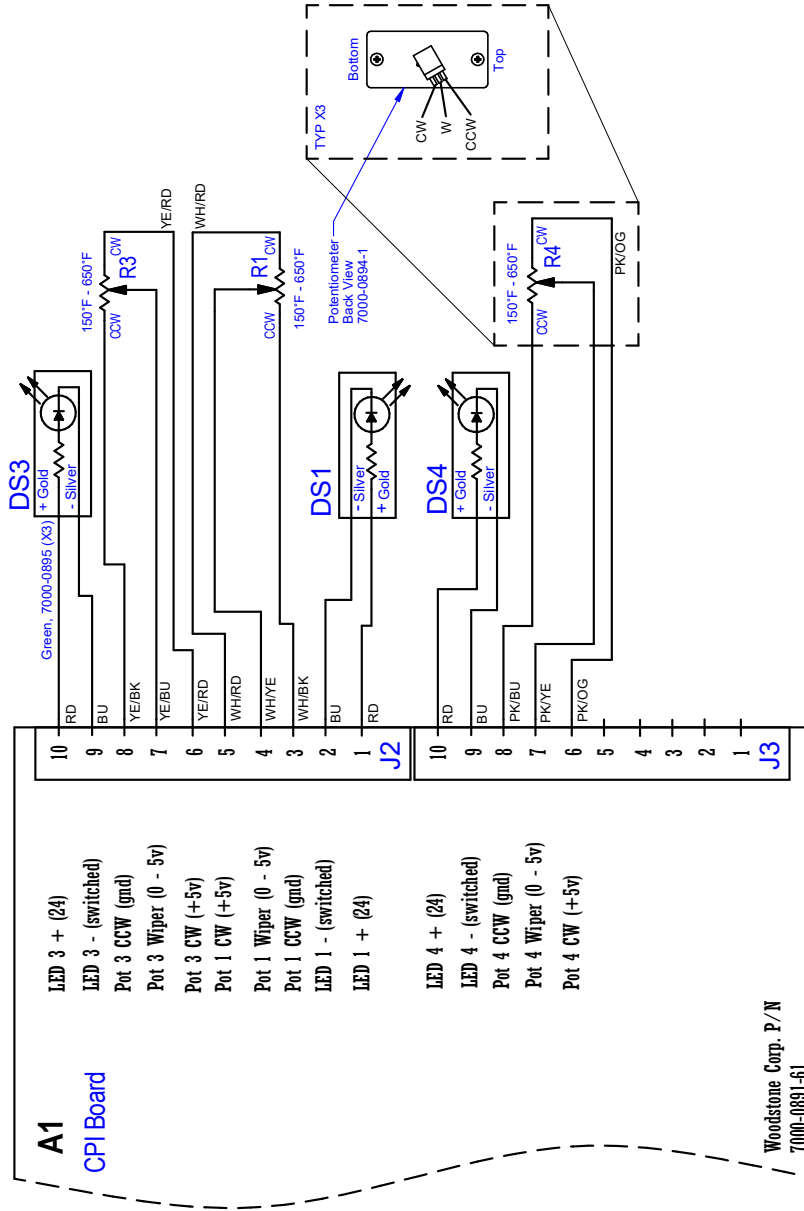 A1
CPI Board
LED 3 + (24)
LED 3 - (switched)
Pot 3 CCW (gnd)
Pot 3 Wiper (0 - 5v)
Pot 3 CW (+5v)
Pot 1 CW (+5v)
Pot 1 Wiper (0 - 5v)
Pot 1 CCW (gnd)
LED 1 - (switched)
LED 1 + (24)
LED 4 + (24)
LED 4 - (switched)
Pot 4 CCW (gnd)
Pot 4 Wiper (0 - 5v)
Pot 4 CW (+5v)
Woodstone Corp. P/N
7000-0891-61
10
9
8
7
6
5
4
3
2
1
J2
10
9
8
7
6
5
4
3
2
1
J3
RD
BU
YE/BK
YE/BU
YE/RD
WH/RD
WH/YE
WH/BK
BU
RD
RD
BU
PK/BU
PK/YE
PK/OG
Green, 7000-0895 (X3)
DS3
+ Gold
- Silver
DS1
- Silver
+ Gold
DS4
+ Gold
- Silver
150°F - 650°F
CCW
R3
CW
YE/RD
WH/RD
CCW
R1
CW
150°F - 650°F
150°F - 650°F
CCW
R4
CW
PK/OG
Potentiometer
Back View
7000-0894-1
TYP X3
Bottom
CW
W
CCW
Top